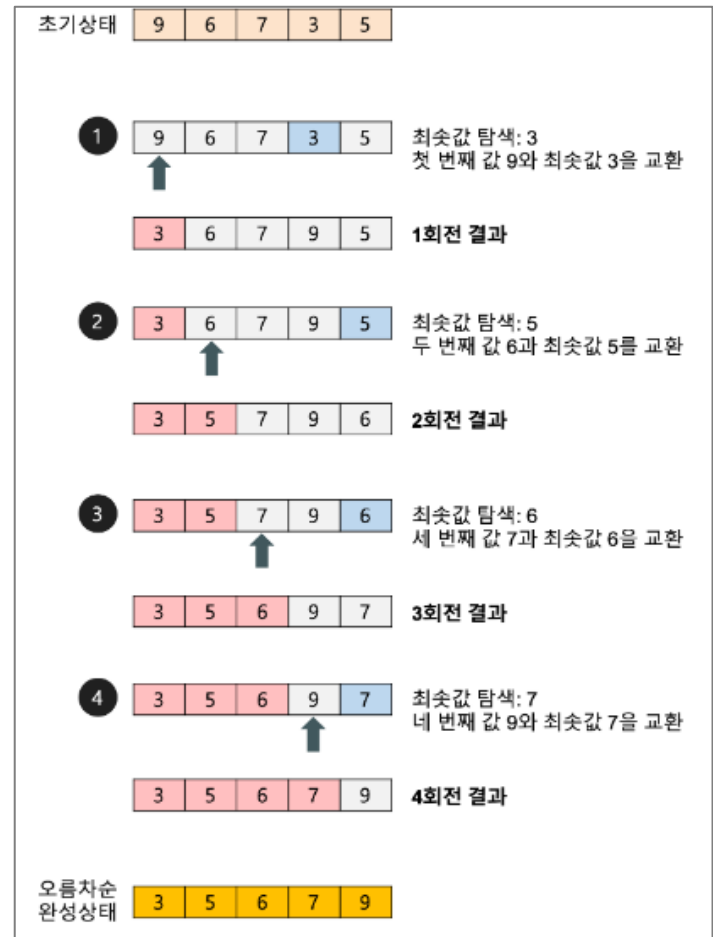 초기상태 9 6 7 3 5
1 9 6 7 3 5 최솟값 탐색: 3
첫 번째 값 9와 최솟값 3을 교환
3 6 7 9 5 1회전 결과
2 3 6 7 9 5 최솟값 탐색: 5
두 번째 값 6과 최솟값 5를 교환
3 5 7 9 6 2회전 결과
3 3 5 7 9 6 최솟값 탐색: 6
세 번째 값 7과 최솟값 6을 교환
3 5 6 9 7 3회전 결과
4 3 5 6 9 7 최솟값 탐색: 7
네 번째 값 9와 최솟값 7을 교환
3 5 6 7 9 4회전 결과
오름차순
완성상태 3 5 6 7 9